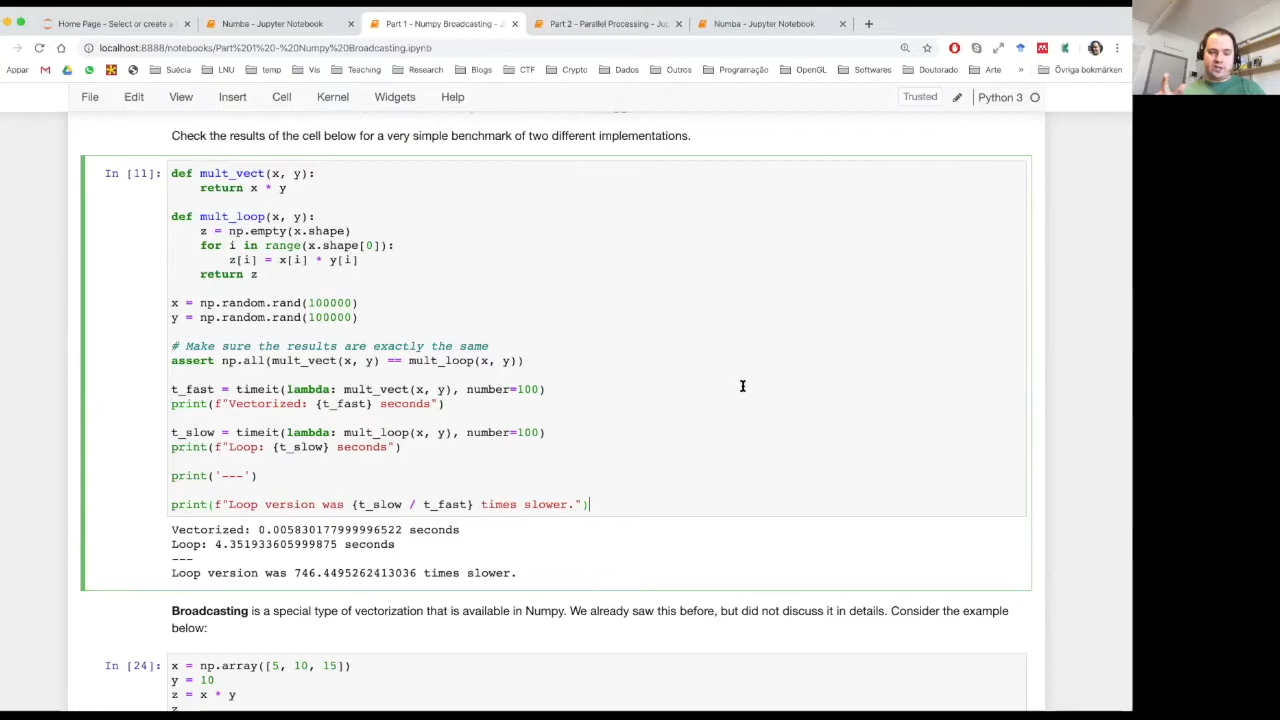 Home Page - Select or create a
Numba - Jupyter Notebook
Part 1 - Numpy Broadcasting - J
Part 2 - Parallel Processing - Ju
Numba - Jupyter Notebook
localhost:8888/notebooks/Part%201%20-%20Numpy%20Broadcasting.ipynb
Appar
Suécia
LNU
temp
Vis
Teaching
Research
Blogs
CTF
Crypto
Dados
Outros
Programação
OpenGL
Softwares
Doutorado
Arte
»
Övriga bokmärken
File Edit View Insert Cell Kernel Widgets Help
Trusted
Python 3
Check the results of the cell below for a very simple benchmark of two different implementations.
In [11]: def mult_vect(x, y):
return x * y
def mult_loop(x, y):
z = np.empty(x.shape)
for i in range(x.shape[0]):
z[i] = x[i] * y[i]
return z
x = np.random.rand(100000)
y = np.random.rand(100000)
# Make sure the results are exactly the same
assert np.all(mult_vect(x, y) == mult_loop(x, y))
t_fast = timeit(lambda: mult_vect(x, y), number=100)
print(f"Vectorized: {t_fast} seconds")
t_slow = timeit(lambda: mult_loop(x, y), number=100)
print(f"Loop: {t_slow} seconds")
print('---')
print(f"Loop version was {t_slow / t_fast} times slower.")
Vectorized: 0.005830177999996522 seconds
Loop: 4.351933605999875 seconds
---
Loop version was 746.4495262413036 times slower.
Broadcasting is a special type of vectorization that is available in Numpy. We already saw this before, but did not discuss it in details. Consider the example
below:
In [24]: x = np.array([5, 10, 15])
y = 10
z = x * y
z